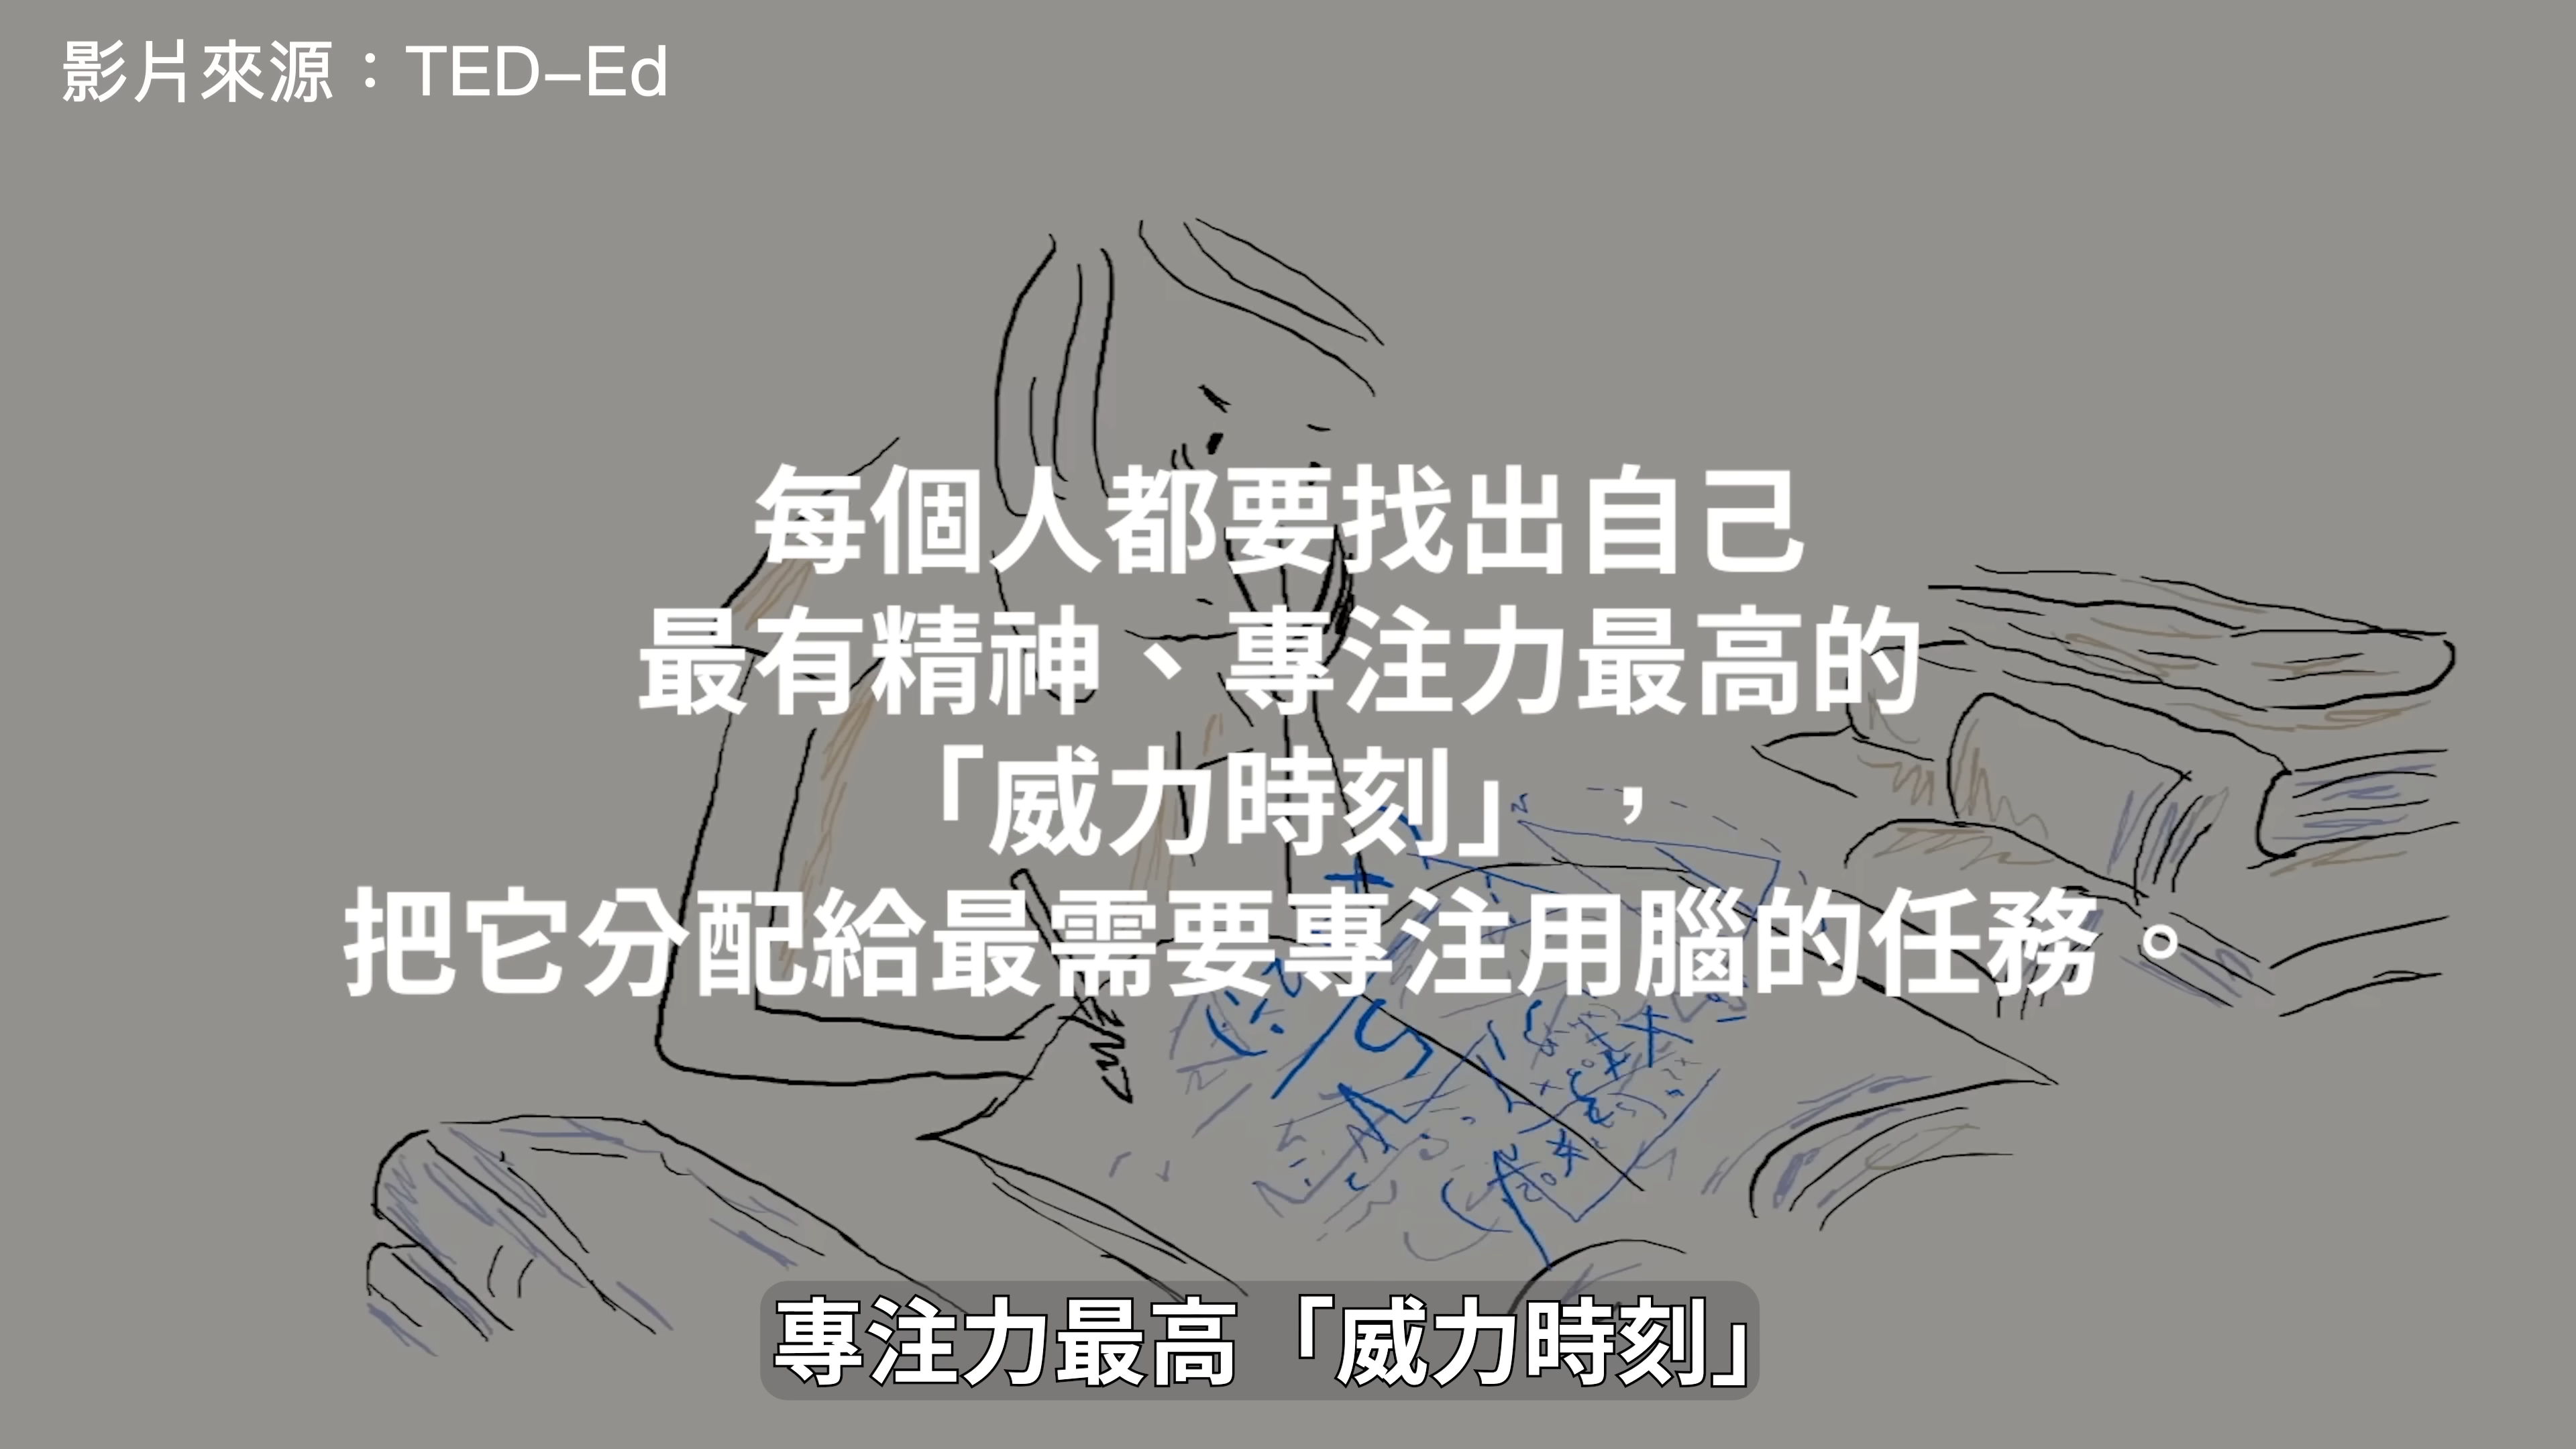 影片來源：TED-Ed
每個人都要找出自己
最有精神、專注力最高的
「威力時刻」，
把它分配給最需要專注用腦的任務。
專注力最高「威力時刻」